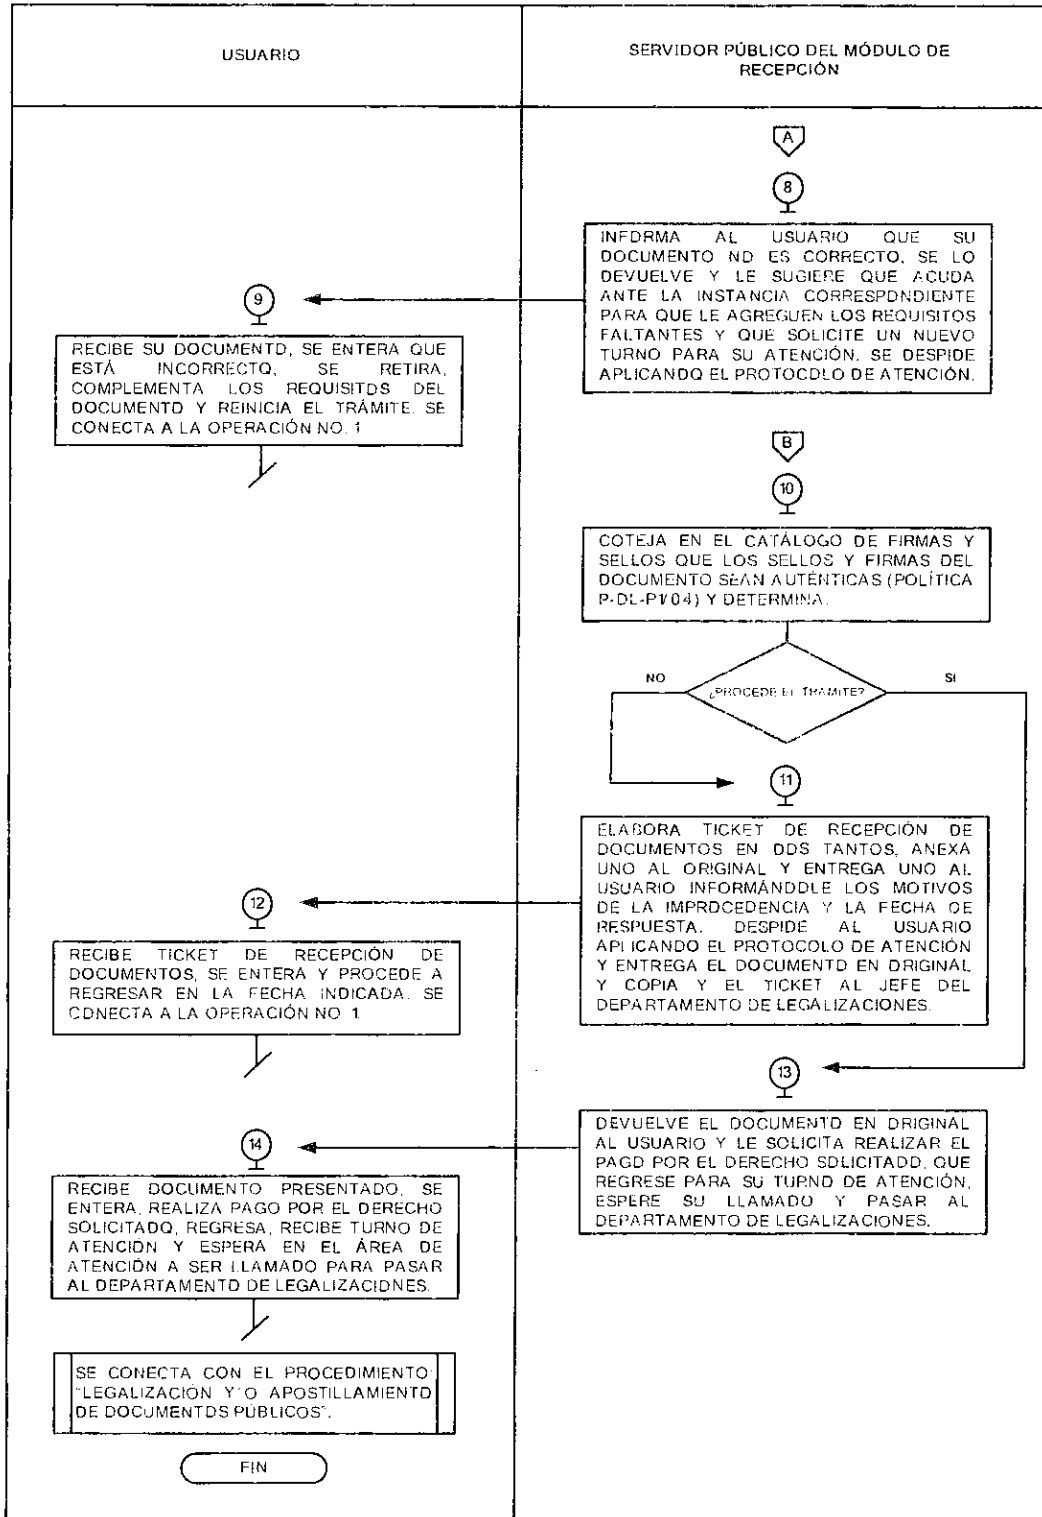 USUARIO
SERVIDOR PÚBLICO DEL MÓDULO DE
RECEPCIÓN
A
8
INFORMA AL USUARIO QUE SU
DOCUMENTO NO ES CORRECTO, SE LO
DEVUELVE Y LE SUGIERE QUE ACUDA
ANTE LA INSTANCIA CORRESPONDIENTE
PARA QUE LE AGREGUEN LOS REQUISITOS
FALTANTES Y QUE SOLICITE UN NUEVO
TURNO PARA SU ATENCIÓN. SE DESPIDE
APLICANDO EL PROTOCOLO DE ATENCIÓN.
9
RECIBE SU DOCUMENTO, SE ENTERA QUE
ESTÁ INCORRECTO, SE RETIRA,
COMPLEMENTA LOS REQUISITOS DEL
DOCUMENTO Y REINICIA EL TRÁMITE. SE
CONECTA A LA OPERACIÓN NO. 1
B
10
COTEJA EN EL CATÁLOGO DE FIRMAS Y
SELLOS QUE LOS SELLOS Y FIRMAS DEL
DOCUMENTO SEAN AUTÉNTICAS (POLÍTICA
P-DL-P1/04) Y DETERMINA.
¿PROCEDE EL TRÁMITE?
NO
SI
11
ELABORA TICKET DE RECEPCIÓN DE
DOCUMENTOS EN DOS TANTOS, ANEXA
UNO AL ORIGINAL Y ENTREGA UNO AL
USUARIO INFORMÁNDOLE LOS MOTIVOS
DE LA IMPROCEDENCIA Y LA FECHA DE
RESPUESTA. DESPIDE AL USUARIO
APLICANDO EL PROTOCOLO DE ATENCIÓN
Y ENTREGA EL DOCUMENTO EN ORIGINAL
Y COPIA Y EL TICKET AL JEFE DEL
DEPARTAMENTO DE LEGALIZACIONES.
12
RECIBE TICKET DE RECEPCIÓN DE
DOCUMENTOS, SE ENTERA Y PROCEDE A
REGRESAR EN LA FECHA INDICADA. SE
CONECTA A LA OPERACIÓN NO. 1
13
DEVUELVE EL DOCUMENTO EN ORIGINAL
AL USUARIO Y LE SOLICITA REALIZAR EL
PAGO POR EL DERECHO SOLICITADO, QUE
REGRESE PARA SU TURNO DE ATENCIÓN,
ESPERE SU LLAMADO Y PASAR AL
DEPARTAMENTO DE LEGALIZACIONES.
14
RECIBE DOCUMENTO PRESENTADO, SE
ENTERA, REALIZA PAGO POR EL DERECHO
SOLICITADO, REGRESA, RECIBE TURNO DE
ATENCIÓN Y ESPERA EN EL ÁREA DE
ATENCIÓN A SER LLAMADO PARA PASAR
AL DEPARTAMENTO DE LEGALIZACIONES.
SE CONECTA CON EL PROCEDIMIENTO
"LEGALIZACIÓN Y/O APOSTILLAMIENTO
DE DOCUMENTOS PÚBLICOS".
FIN